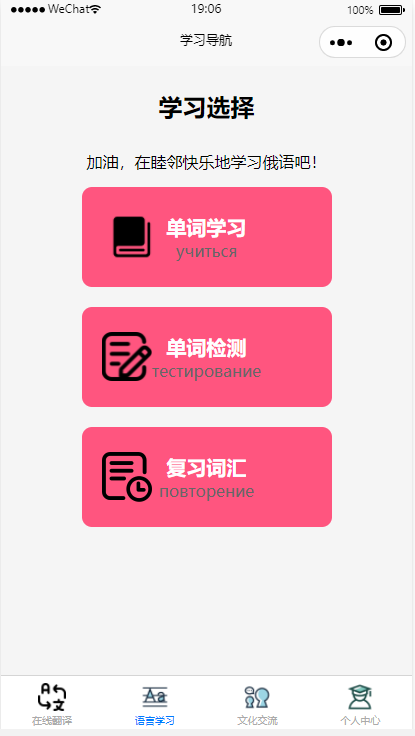 WeChat 19:06 100%
学习导航
学习选择
加油，在睦邻快乐地学习俄语吧！
单词学习
учиться
单词检测
тестирование
复习词汇
повторение
A 文
Aa
在线翻译 语言学习 文化交流 个人中心